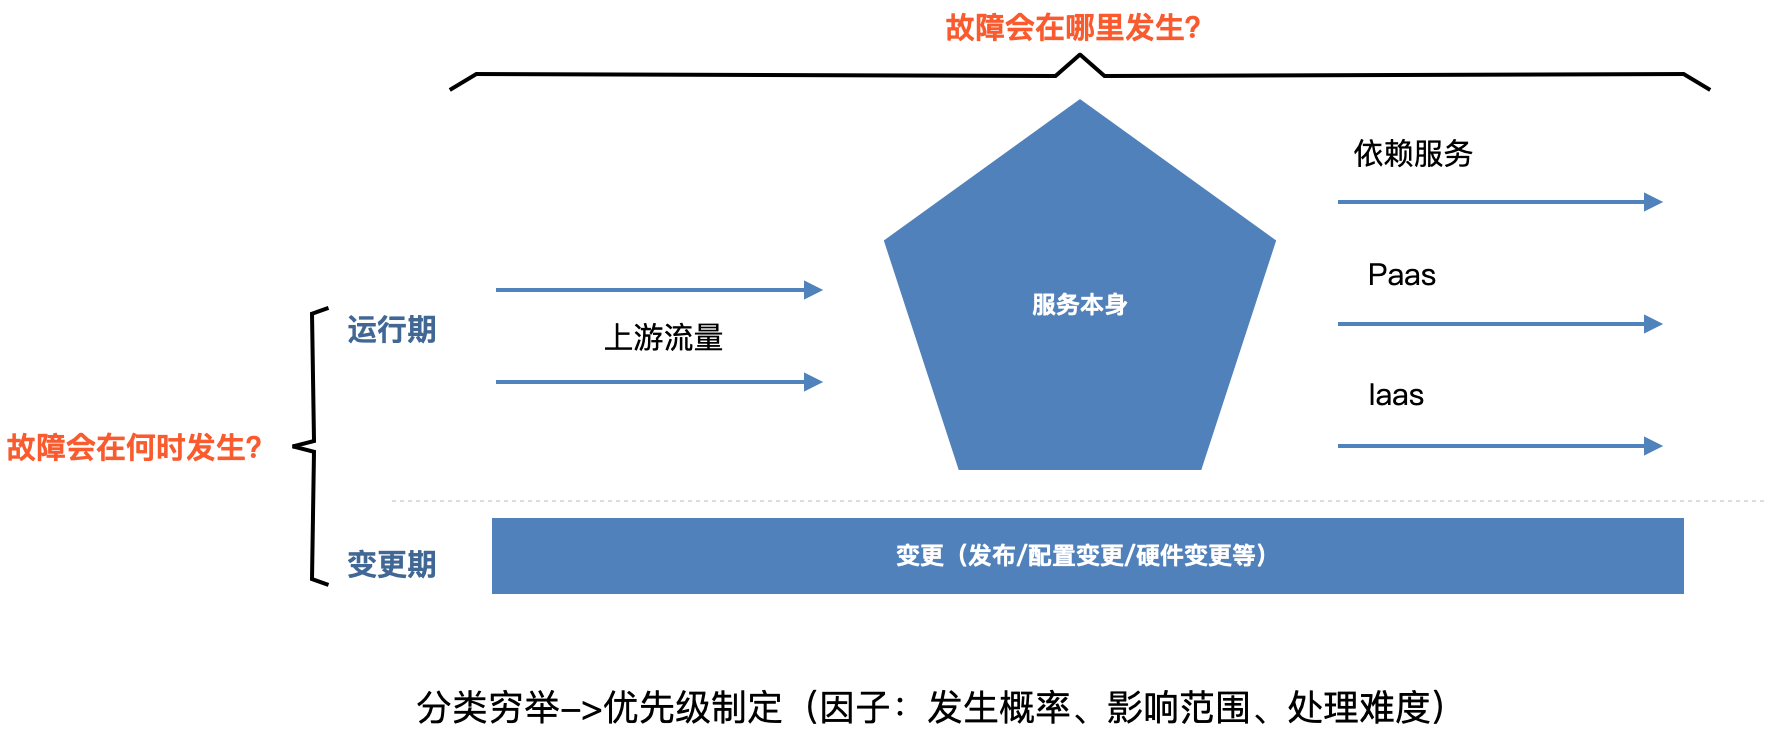 故障会在哪里发生?
依赖服务
Paas
服务本身
运行期
上游流量
Iaas
故障会在何时发生?
变更期
变更（发布/配置变更/硬件变更等）
分类穷举->优先级制定（因子：发生概率、影响范围、处理难度）